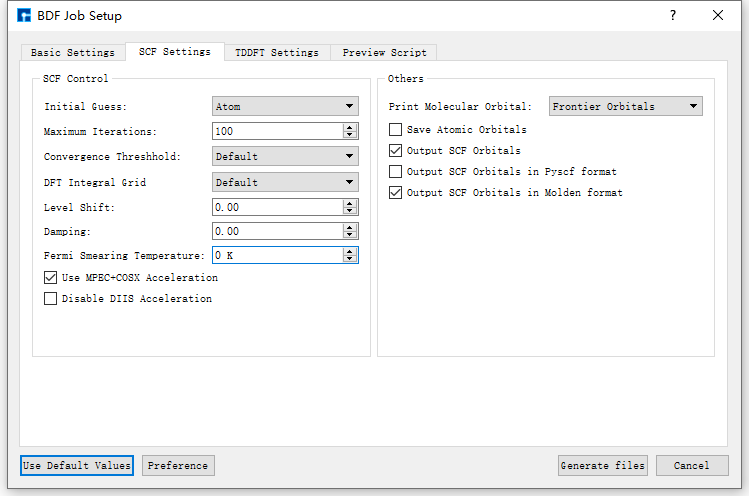 BDF Job Setup
?
Basic Settings
SCF Settings
TDDFT Settings
Preview Script
SCF Control
Initial Guess: Atom
Maximum Iterations: 100
Convergence Threshhold: Default
DFT Integral Grid Default
Level Shift: 0.00
Damping: 0.00
Fermi Smearing Temperature: 0 K
Use MPEC+COSX Acceleration
Disable DIIS Acceleration
Others
Print Molecular Orbital: Frontier Orbitals
Save Atomic Orbitals
Output SCF Orbitals
Output SCF Orbitals in Pyscf format
Output SCF Orbitals in Molden format
Use Default Values
Preference
Generate files
Cancel